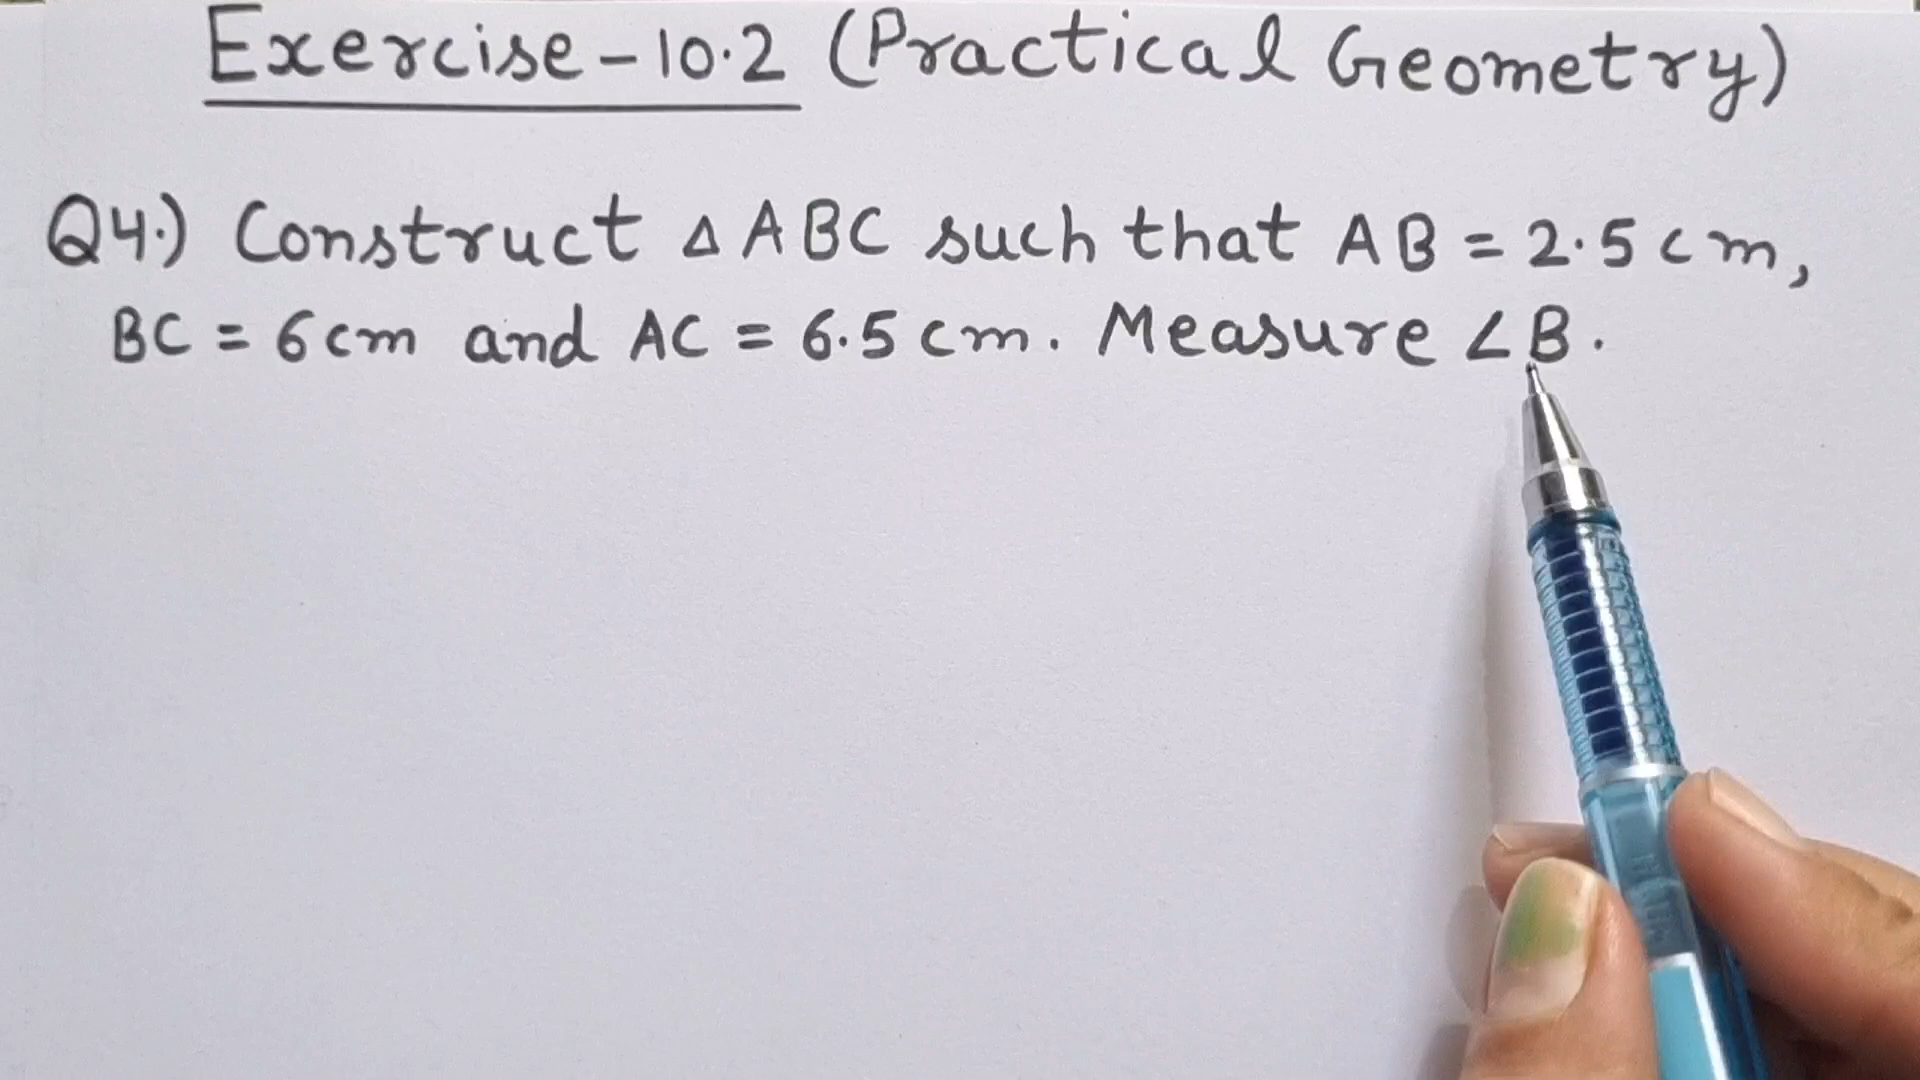 Exercise-10.2 (Practical Geometry)
Q4.) Construct △ ABC such that AB = 2.5 cm,
BC = 6 cm and AC = 6.5 cm. Measure ∠B.